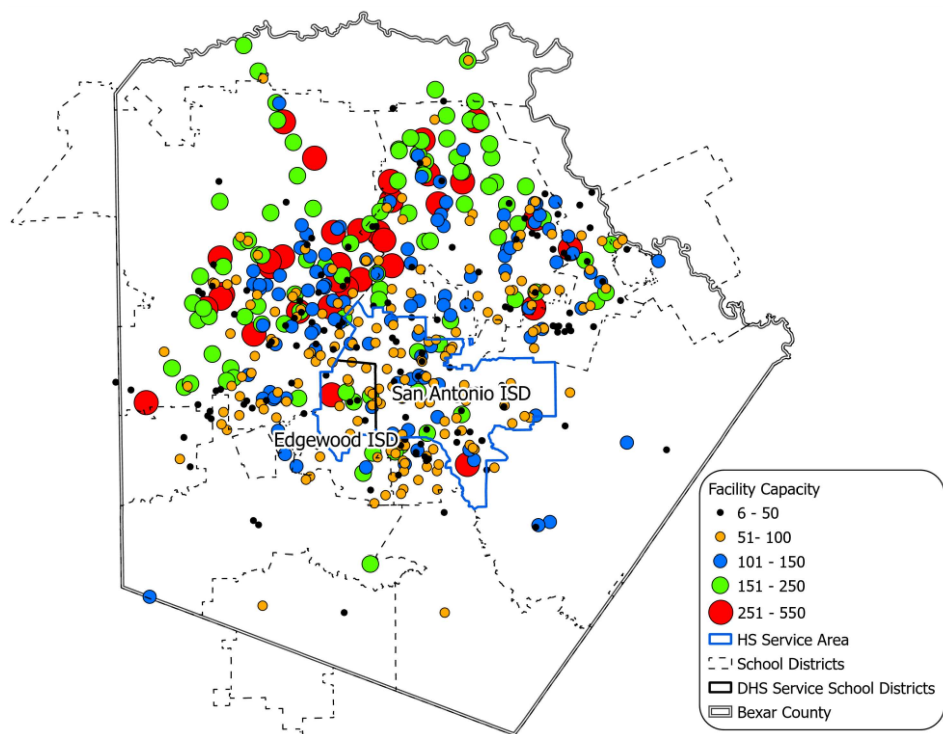 San Antonio ISD
Edgewood ISD
Facility Capacity
6 - 50
51- 100
101 - 150
151 - 250
251 - 550
HS Service Area
School Districts
DHS Service School Districts
Bexar County